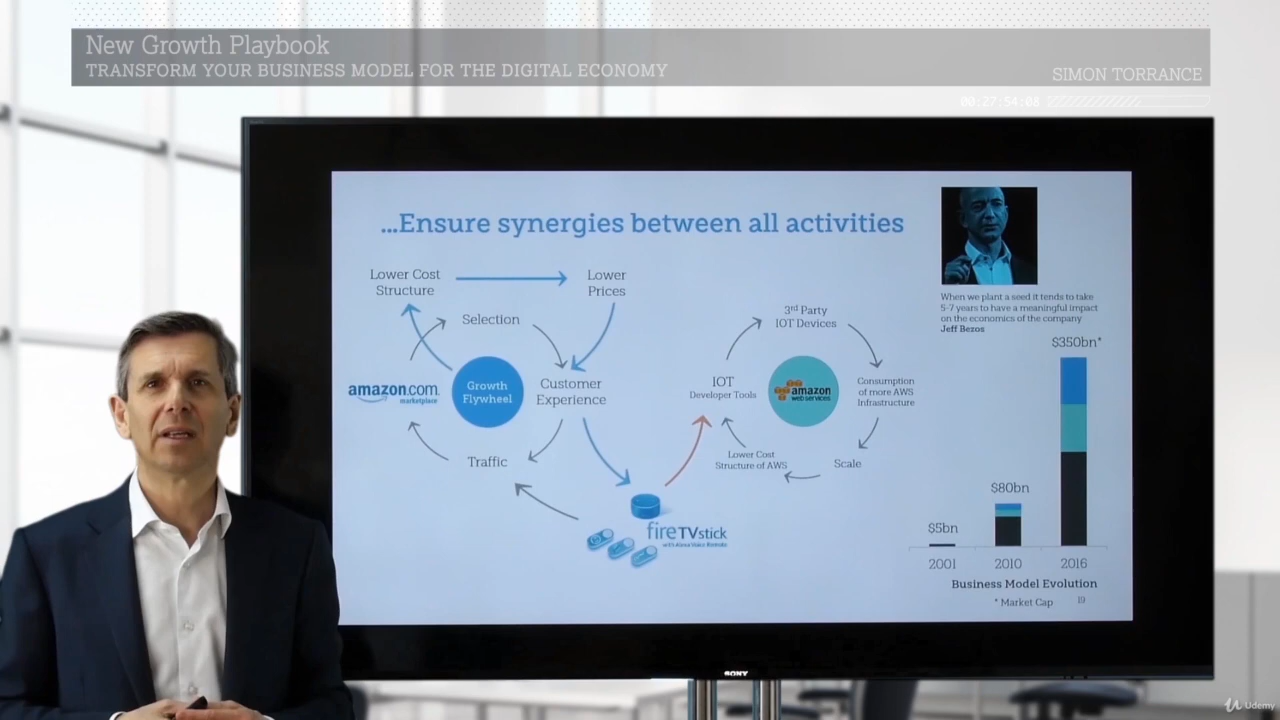 New Growth Playbook
TRANSFORM YOUR BUSINESS MODEL FOR THE DIGITAL ECONOMY
SIMON TORRANCE
00:27:54:08
...Ensure synergies between all activities
Lower Cost
Structure
Lower
Prices
Selection
amazon.com
marketplace
Growth
Flywheel
Customer
Experience
Traffic
fireTVstick
with Alexa Voice Remote
3rd Party
IOT Devices
IOT
Developer Tools
amazon
web services
Consumption
of more AWS
Infrastructure
Lower Cost
Structure of AWS
Scale
When we plant a seed it tends to take
5-7 years to have a meaningful impact
on the economics of the company
Jeff Bezos
$350bn*
$80bn
$5bn
2001
2010
2016
Business Model Evolution
* Market Cap
19
SONY
Udemy